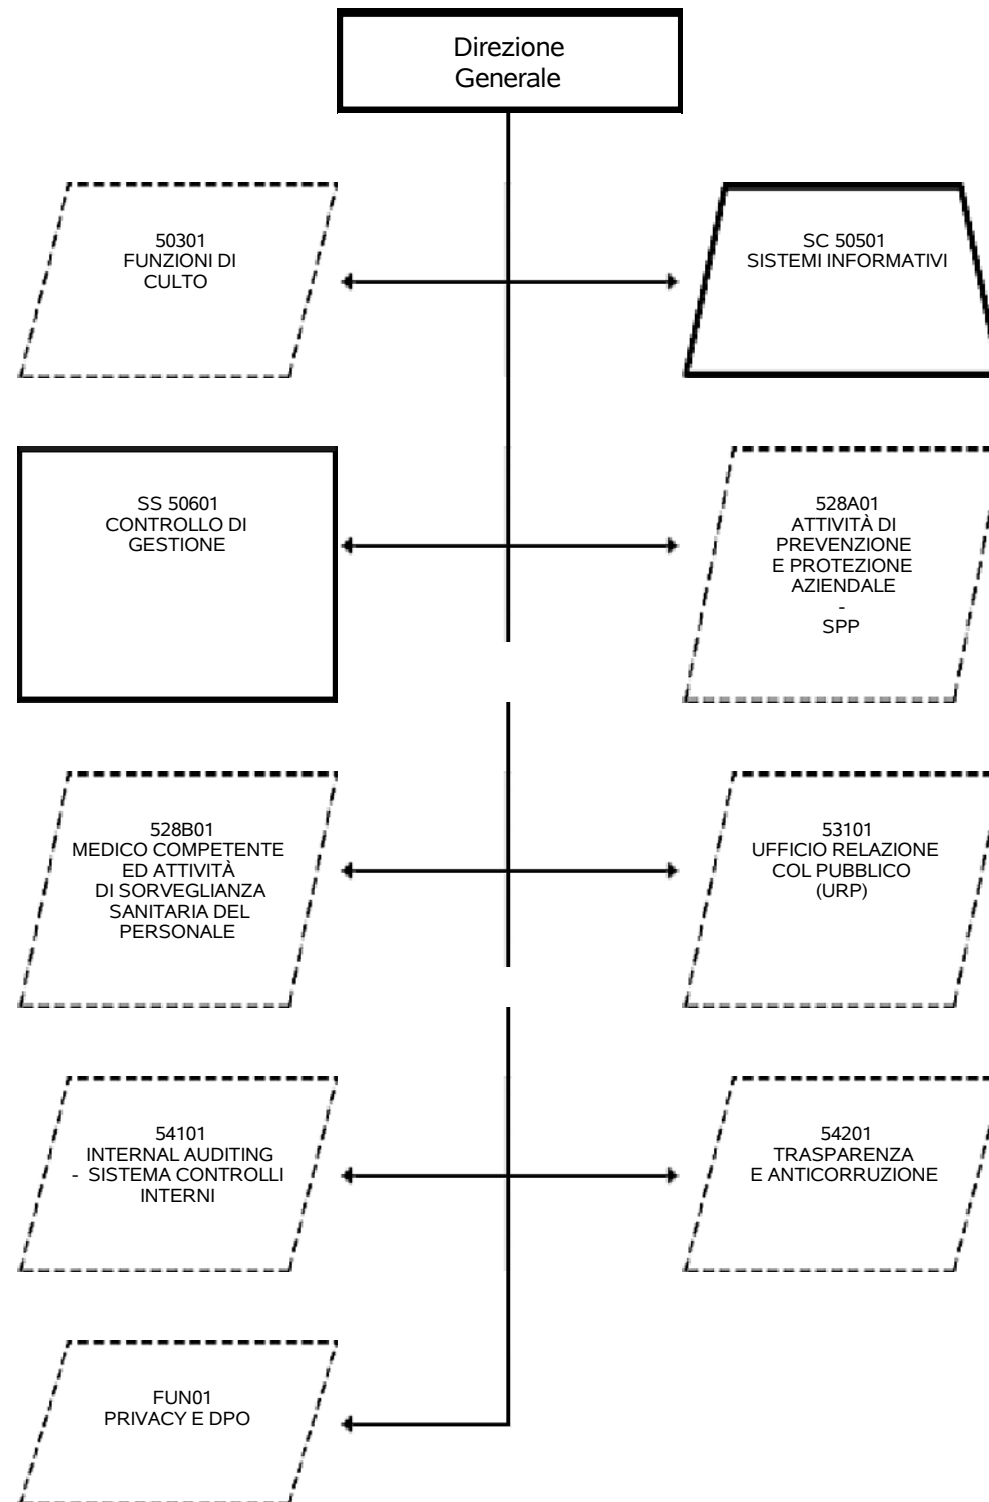 Direzione
Generale
50301
FUNZIONI DI
CULTO
SC 50501
SISTEMI INFORMATIVI
SS 50601
CONTROLLO DI
GESTIONE
528A01
ATTIVITÀ DI
PREVENZIONE
E PROTEZIONE
AZIENDALE
-
SPP
528B01
MEDICO COMPETENTE
ED ATTIVITÀ
DI SORVEGLIANZA
SANITARIA DEL
PERSONALE
53101
UFFICIO RELAZIONE
COL PUBBLICO
(URP)
54101
INTERNAL AUDITING
- SISTEMA CONTROLLI
INTERNI
54201
TRASPARENZA
E ANTICORRUZIONE
FUN01
PRIVACY E DPO